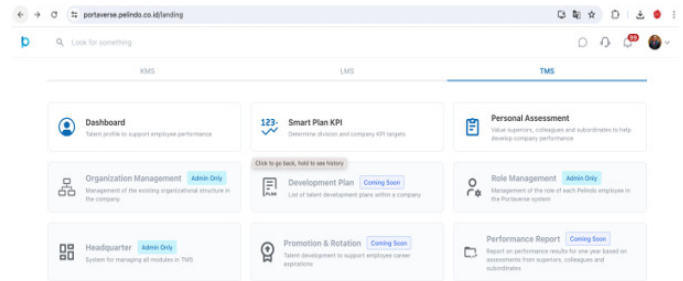 portaverse.pelindo.co.id/landing
Look for something
99
KMS LMS TMS
Dashboard
Talent profile to support employee performance
123-
Smart Plan KPI
Determine division and company KPI targets
Personal Assessment
Value superiors, colleagues and subordinates to help
develop company performance
Click to go back, hold to see history
Organization Management Admin Only
Management of the existing organizational structure in
the company.
PLAN
Development Plan Coming Soon
List of talent development plans within a company
Role Management Admin Only
Management of the role of each Pelindo employee in
the Portaverse system
Headquarter Admin Only
System for managing all modules in TMS
Promotion & Rotation Coming Soon
Talent development to support employee career
aspirations
Performance Report Coming Soon
Report on performance results for one year based on
assessments from superiors, colleagues and
subordinates